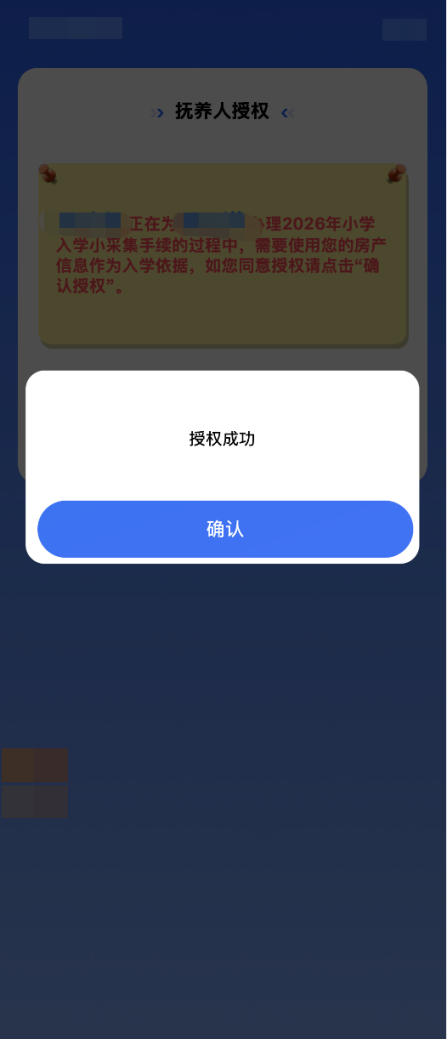 抚养人授权
正在为
理2026年小学
入学小采集手续的过程中，需要使用您的房产
信息作为入学依据，如您同意授权请点击“确
认授权”。
授权成功
确认